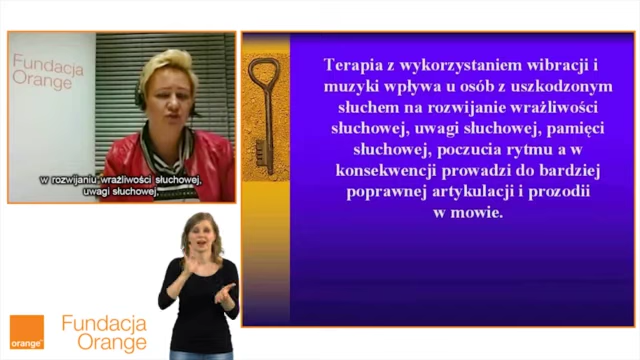 Fundacja
Orange
w rozwijaniu wrażliwości słuchowej,
uwagi słuchowej,
Terapia z wykorzystaniem wibracji i
muzyki wpływa u osób z uszkodzonym
słuchem na rozwijanie wrażliwości
słuchowej, uwagi słuchowej, pamięci
słuchowej, poczucia rytmu a w
konsekwencji prowadzi do bardziej
poprawnej artykulacji i prozodii
w mowie.
orange
Fundacja
Orange